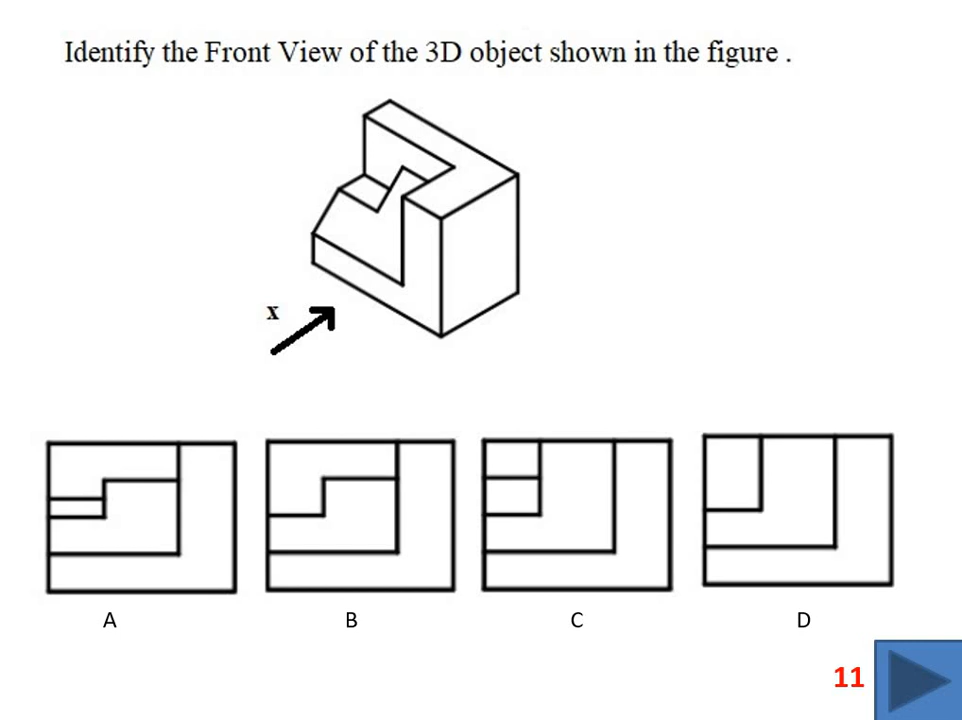 Identify the Front View of the 3D object shown in the figure .
x
A B C D
11